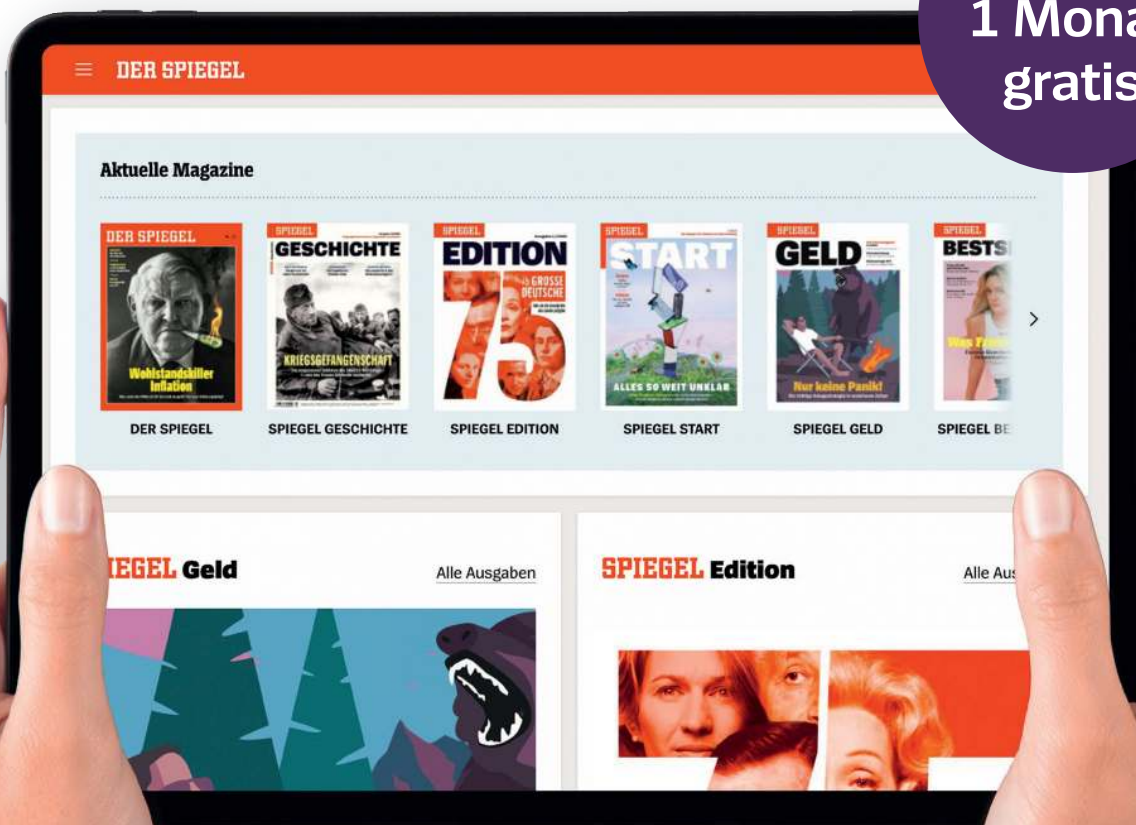 1 Mona
gratis
DER SPIEGEL
Aktuelle Magazine
DER SPIEGEL
Wohlstandskiller
Inflation
SPIEGEL
GESCHICHTE
KRIEGSGEFANGENSCHAFT
SPIEGEL
EDITION
75 GROSSE
DEUTSCHE
SPIEGEL
START
ALLES SO WEIT UNKLAR
SPIEGEL
GELD
Nur keine Panik!
SPIEGEL
BESTS
DER SPIEGEL
SPIEGEL GESCHICHTE
SPIEGEL EDITION
SPIEGEL START
SPIEGEL GELD
SPIEGEL BE
IEGEL Geld
Alle Ausgaben
SPIEGEL Edition
Alle Aus